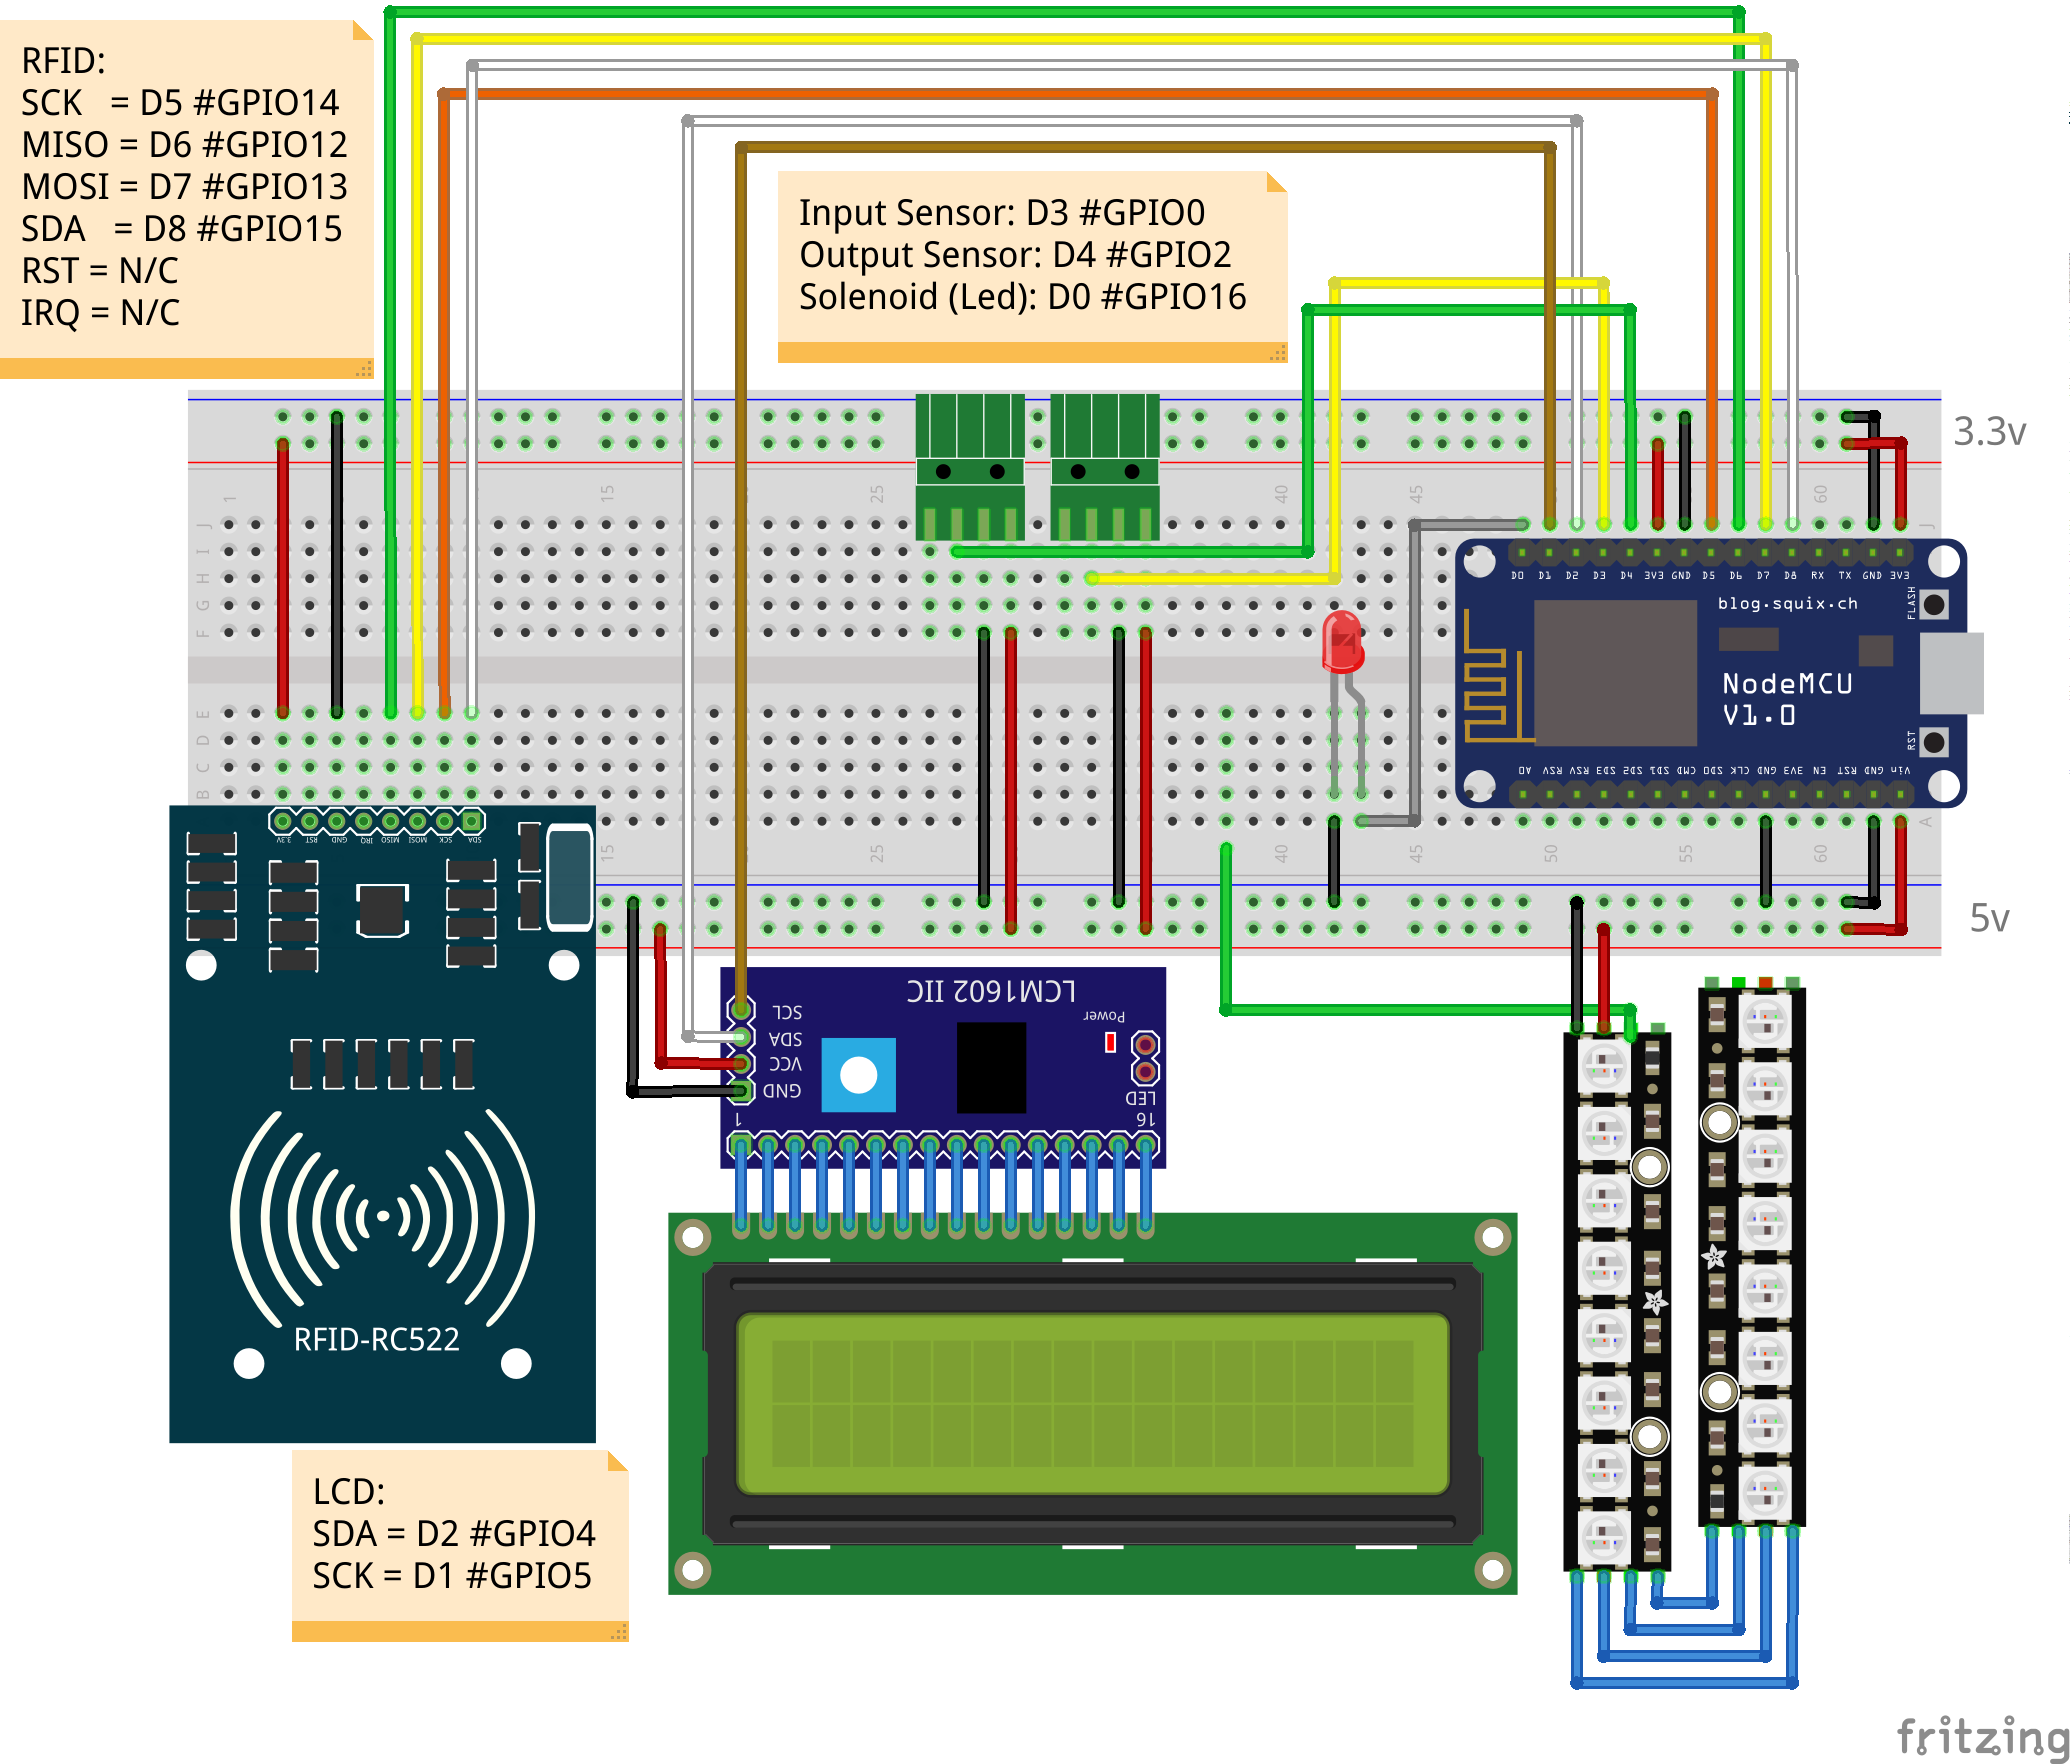 RFID:
SCK = D5 #GPIO14
MISO = D6 #GPIO12
MOSI = D7 #GPIO13
SDA = D8 #GPIO15
RST = N/C
IRQ = N/C
Input Sensor: D3 #GPIO0
Output Sensor: D4 #GPIO2
Solenoid (Led): D0 #GPIO16
3.3v
1 15 25 40 45 60
J
I
H
G
F
J
D0 D1 D2 D3 D4 3V3 GND D5 D6 D7 D8 RX TX GND 3V3
blog.squix.ch
FLASH
NodeMCU
V1.0
RST
E
D
C
B
A0 RSV RSV SD3 SD2 SD1 CMD SD0 CLK GND 3V3 EN RST GND Vin
A
3.3V RST GND IRQ MISO MOSI SCK SDA
15 25 40 45 50 55 60
5v
LCM1602 IIC
SCL
SDA
VCC
GND
Power
LED
1
16
RFID-RC522
LCD:
SDA = D2 #GPIO4
SCK = D1 #GPIO5
fritzing